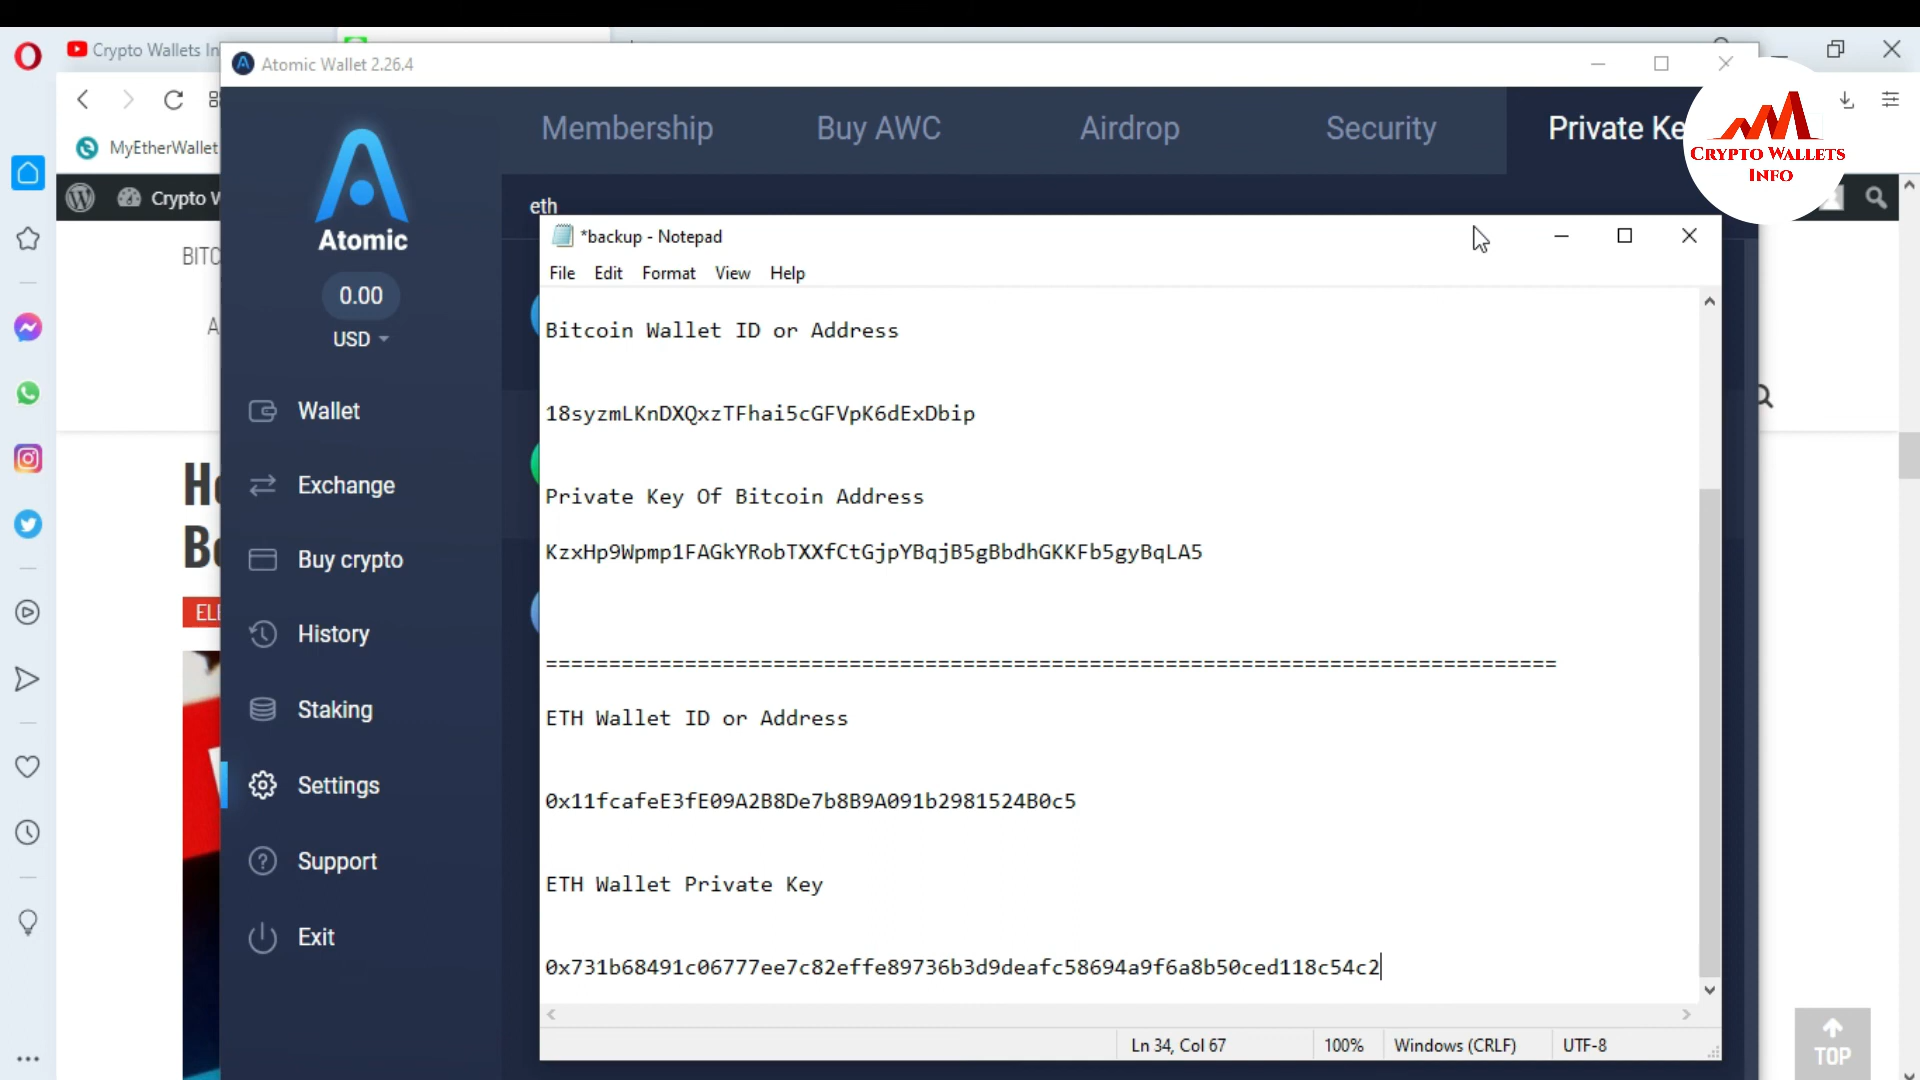 Crypto Wallets In
Atomic Wallet 2.26.4
MyEtherWallet
Crypto W
Membership
Buy AWC
Airdrop
Security
Private Ke
CRYPTO WALLETS
INFO
eth
BITC
A
Atomic
0.00
USD
Wallet
Exchange
Buy crypto
History
Staking
Settings
Support
Exit
Ho
Be
ELE
*backup - Notepad
File Edit Format View Help
Bitcoin Wallet ID or Address
18syzmLKnDXQxzTFhai5cGFVpK6dExDbip
Private Key Of Bitcoin Address
KzxHp9Wpmp1FAGkYRobTXXfCtGjpYBqjB5gBbdhGKKFb5gyBqLA5
================================================================================
ETH Wallet ID or Address
0x11fcafeE3fE09A2B8De7b8B9A091b2981524B0c5
ETH Wallet Private Key
0x731b68491c06777ee7c82effe89736b3d9deafc58694a9f6a8b50ced118c54c2
Ln 34, Col 67
100%
Windows (CRLF)
UTF-8
TOP